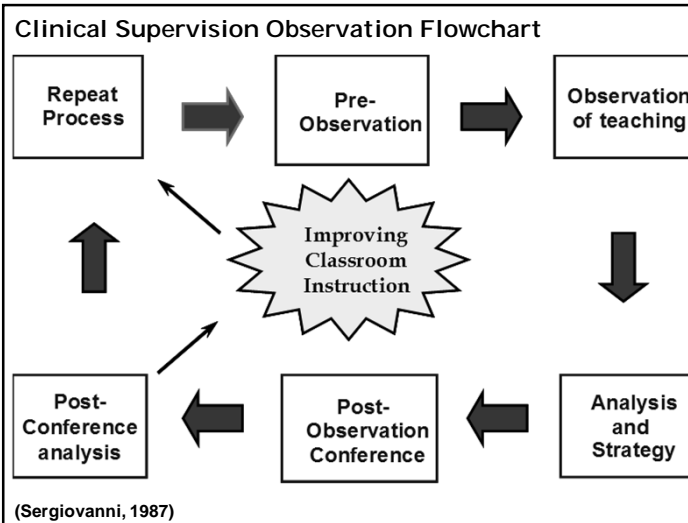 Clinical Supervision Observation Flowchart
Repeat
Process
Pre-
Observation
Observation
of teaching
Improving
Classroom
Instruction
Post-
Conference
analysis
Post-
Observation
Conference
Analysis
and
Strategy
(Sergiovanni, 1987)